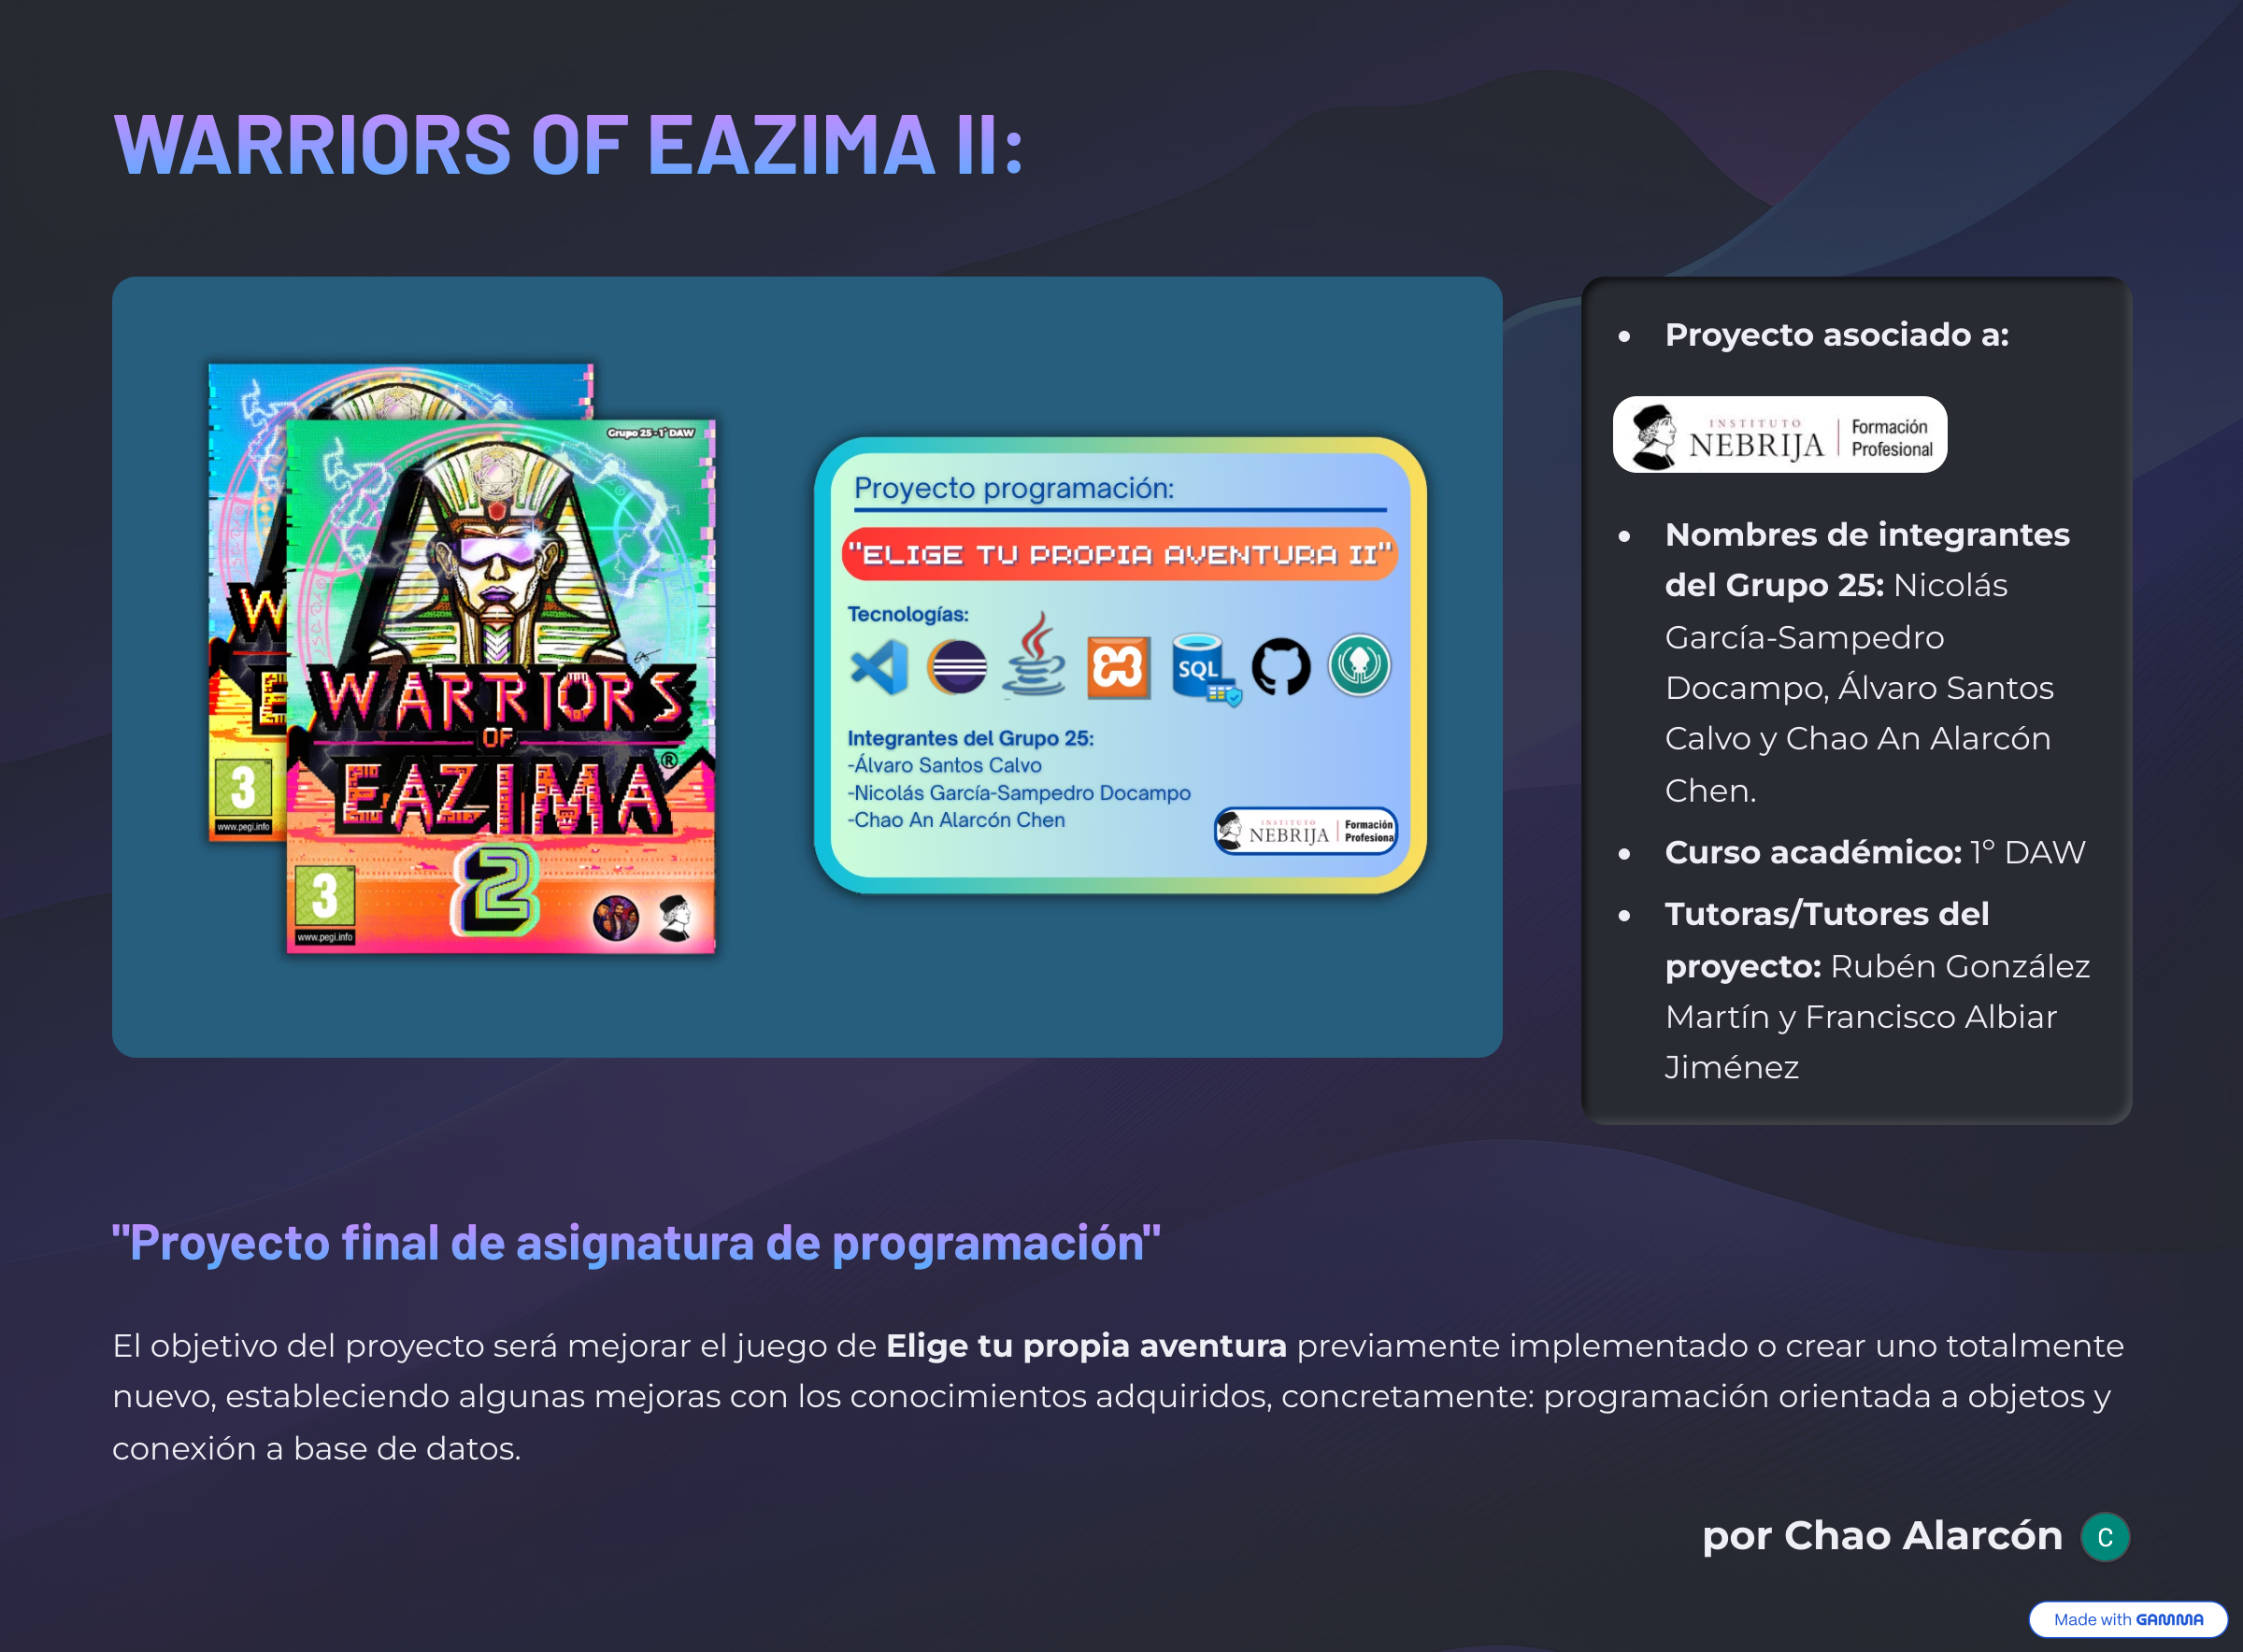 WARRIORS OF EAZIMA II:
Grupo 25 - 1º DAW
WARRIORS
OF
EAZIMA®
2
3
www.pegi.info
3
www.pegi.info
Proyecto programación:
"ELIGE TU PROPIA AVENTURA II"
Tecnologías:
SQL
Integrantes del Grupo 25:
-Álvaro Santos Calvo
-Nicolás García-Sampedro Docampo
-Chao An Alarcón Chen
INSTITUTO
NEBRIJA
Formación
Profesional
• Proyecto asociado a:
INSTITUTO
NEBRIJA
Formación
Profesional
• Nombres de integrantes
del Grupo 25: Nicolás
García-Sampedro
Docampo, Álvaro Santos
Calvo y Chao An Alarcón
Chen.
• Curso académico: 1º DAW
• Tutoras/Tutores del
proyecto: Rubén González
Martín y Francisco Albiar
Jiménez
"Proyecto final de asignatura de programación"
El objetivo del proyecto será mejorar el juego de Elige tu propia aventura previamente implementado o crear uno totalmente
nuevo, estableciendo algunas mejoras con los conocimientos adquiridos, concretamente: programación orientada a objetos y
conexión a base de datos.
por Chao Alarcón
C
Made with GAMMA